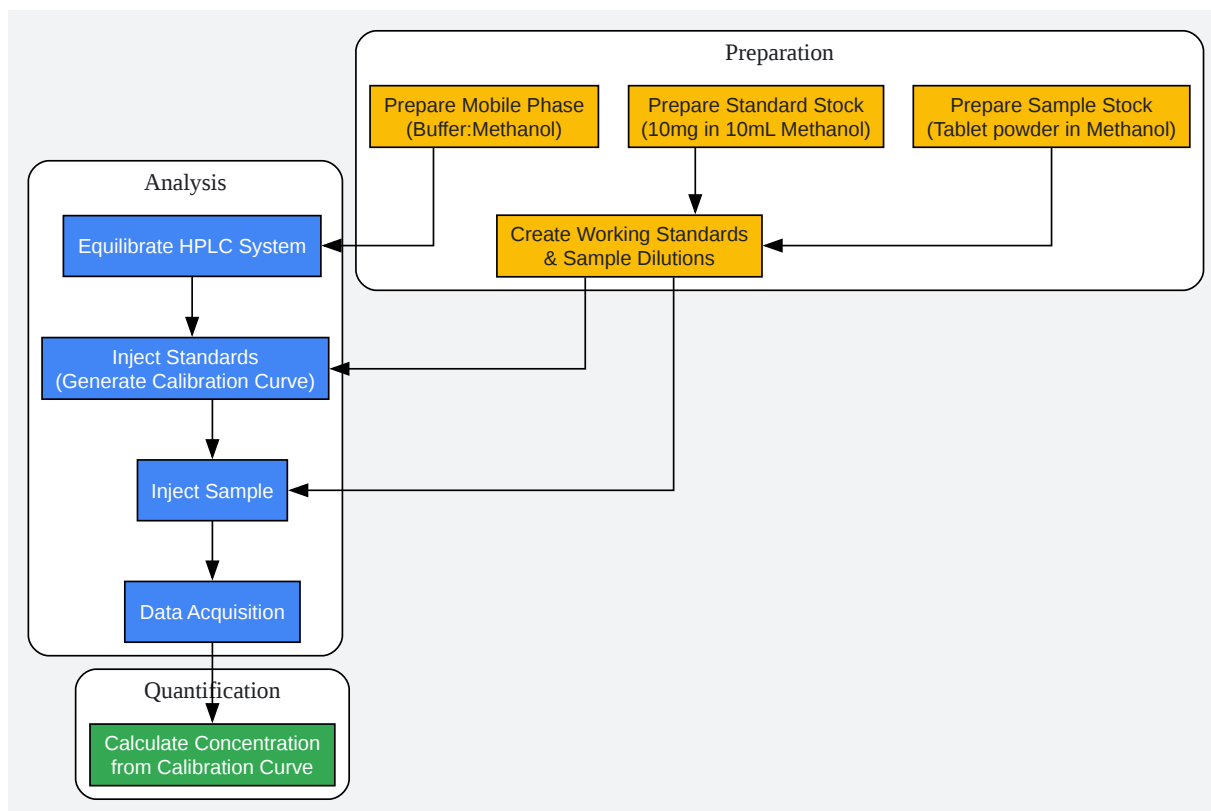 Preparation
Prepare Mobile Phase
(Buffer:Methanol)
Prepare Standard Stock
(10mg in 10mL Methanol)
Prepare Sample Stock
(Tablet powder in Methanol)
Create Working Standards
& Sample Dilutions
Analysis
Equilibrate HPLC System
Inject Standards
(Generate Calibration Curve)
Inject Sample
Data Acquisition
Quantification
Calculate Concentration
from Calibration Curve